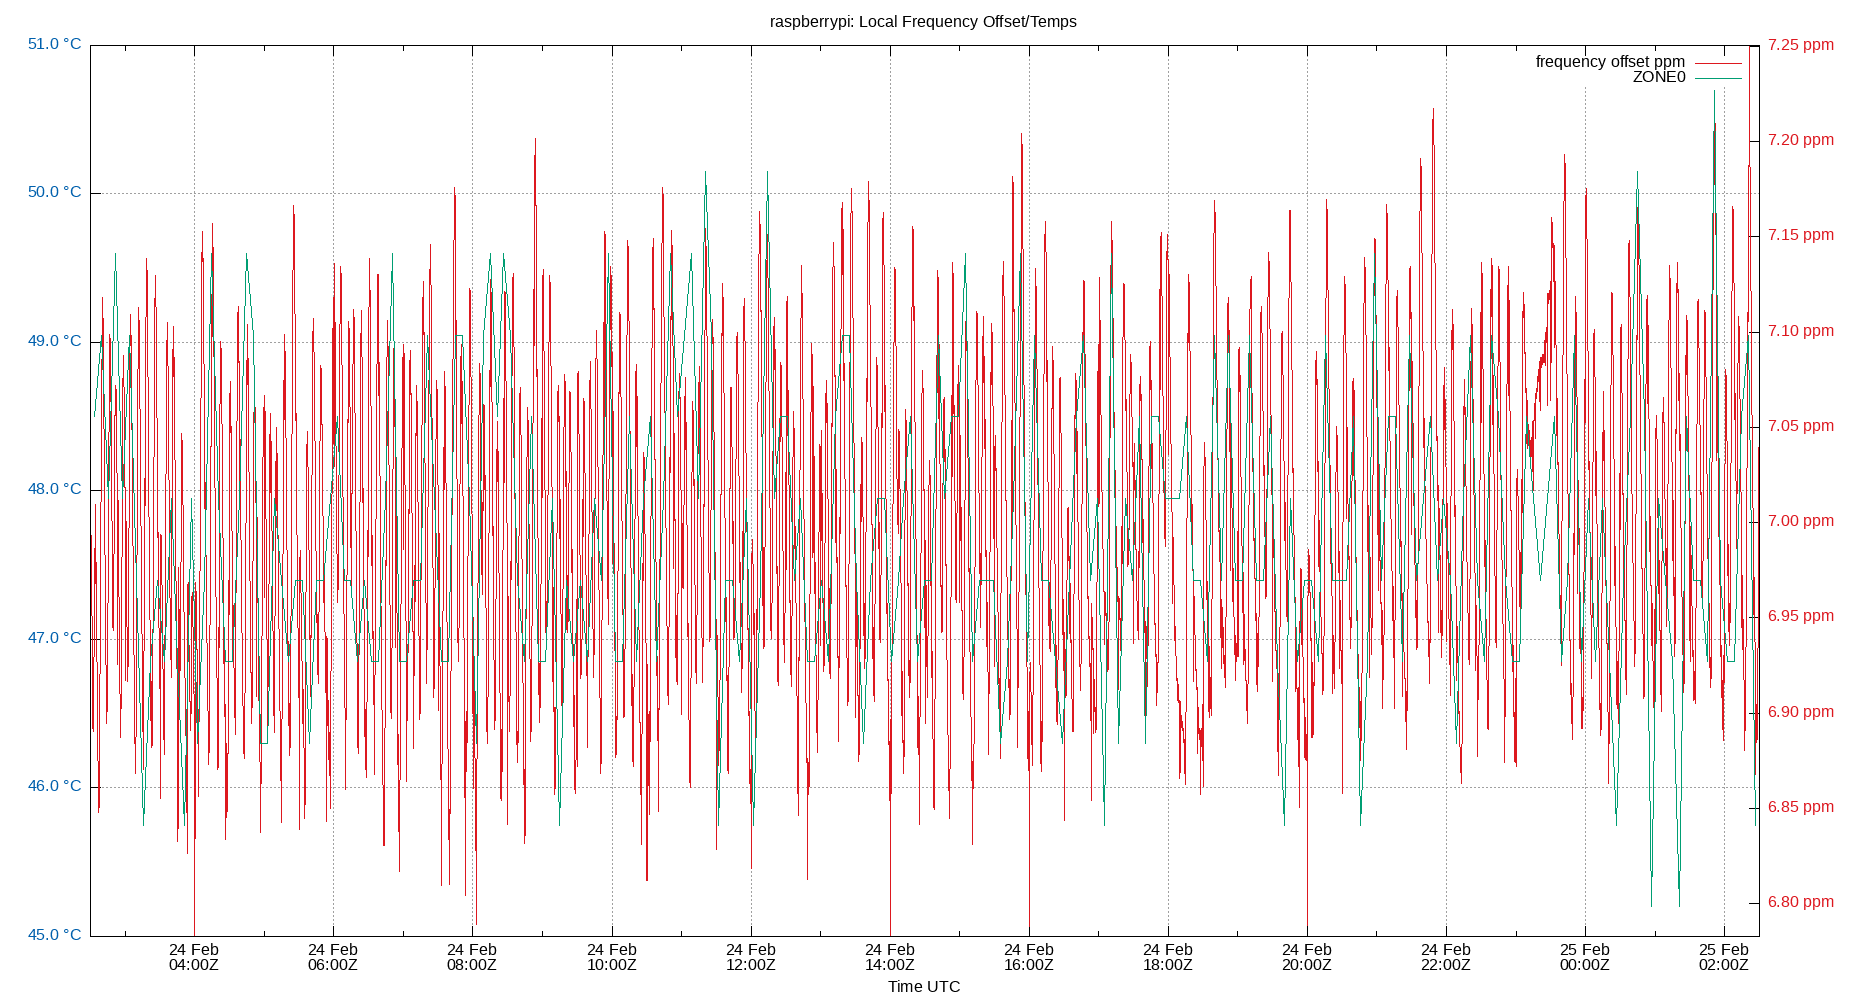 raspberrypi: Local Frequency Offset/Temps
51.0 °C
50.0 °C
49.0 °C
48.0 °C
47.0 °C
46.0 °C
45.0 °C
7.25 ppm
7.20 ppm
7.15 ppm
7.10 ppm
7.05 ppm
7.00 ppm
6.95 ppm
6.90 ppm
6.85 ppm
6.80 ppm
frequency offset ppm
ZONE0
24 Feb 24 Feb 24 Feb 24 Feb 24 Feb 24 Feb 24 Feb 24 Feb 24 Feb 24 Feb 25 Feb 25 Feb
04:00Z 06:00Z 08:00Z 10:00Z 12:00Z 14:00Z 16:00Z 18:00Z 20:00Z 22:00Z 00:00Z 02:00Z
Time UTC